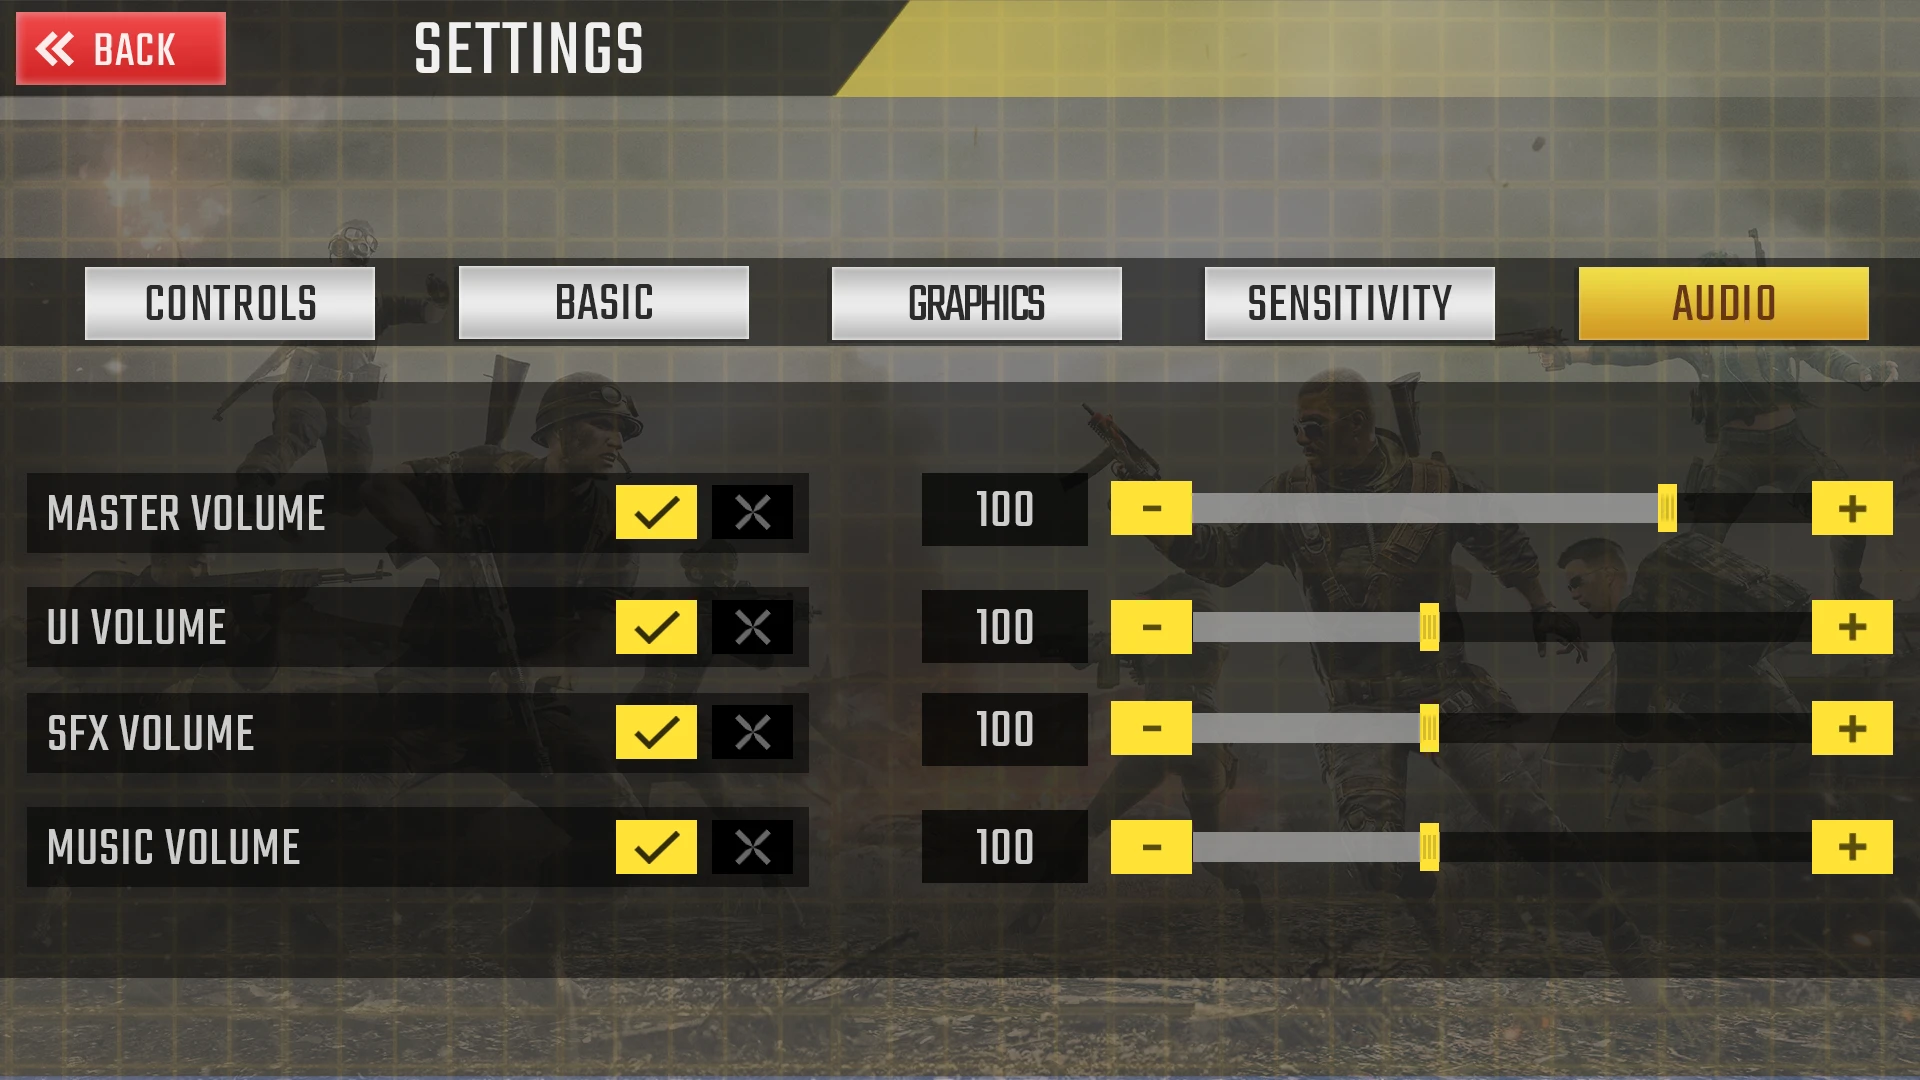 BACK
SETTINGS
CONTROLS
BASIC
GRAPHICS
SENSITIVITY
AUDIO
MASTER VOLUME
100
-
+
UI VOLUME
100
-
+
SFX VOLUME
100
-
+
MUSIC VOLUME
100
-
+